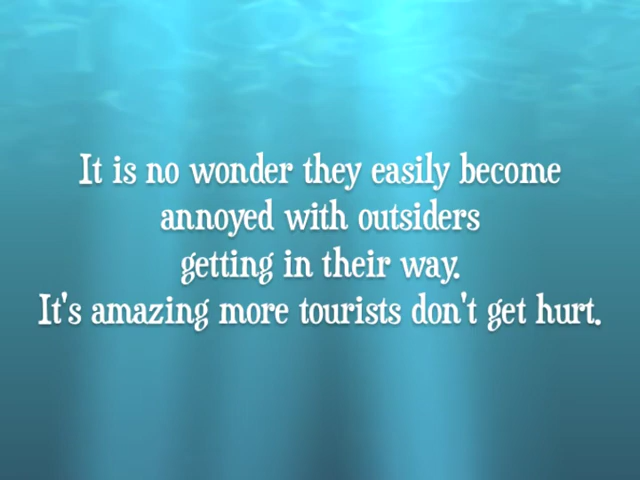 It is no wonder they easily become
annoyed with outsiders
getting in their way.
It's amazing more tourists don't get hurt.